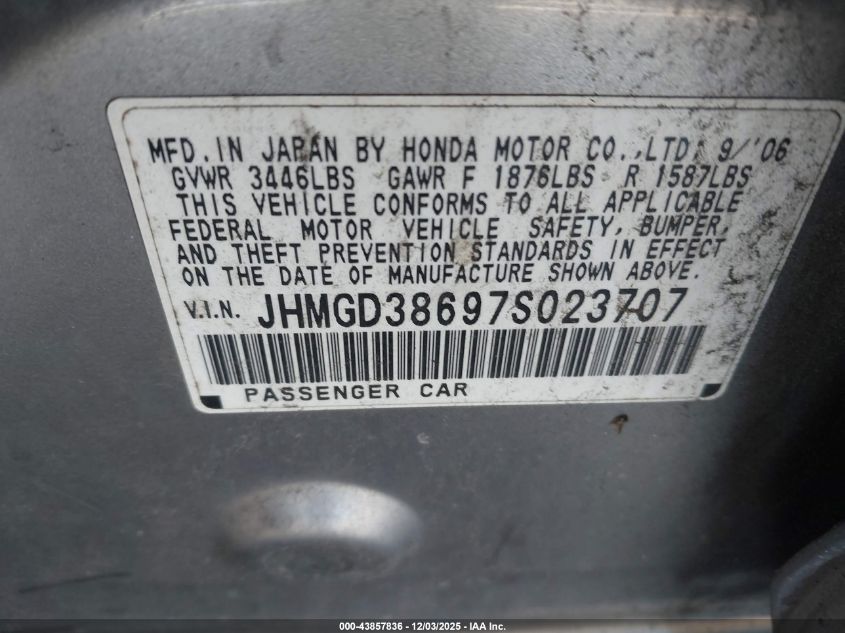 MFD. IN JAPAN BY HONDA MOTOR CO.,LTD. 9/'06
GVWR 3446LBS GAWR F 1876LBS R 1587LBS
THIS VEHICLE CONFORMS TO ALL APPLICABLE
FEDERAL MOTOR VEHICLE SAFETY, BUMPER,
AND THEFT PREVENTION STANDARDS IN EFFECT
ON THE DATE OF MANUFACTURE SHOWN ABOVE.
V.I.N. JHMGD38697S023707
PASSENGER CAR
000-43857836 - 12/03/2025 - IAA Inc.